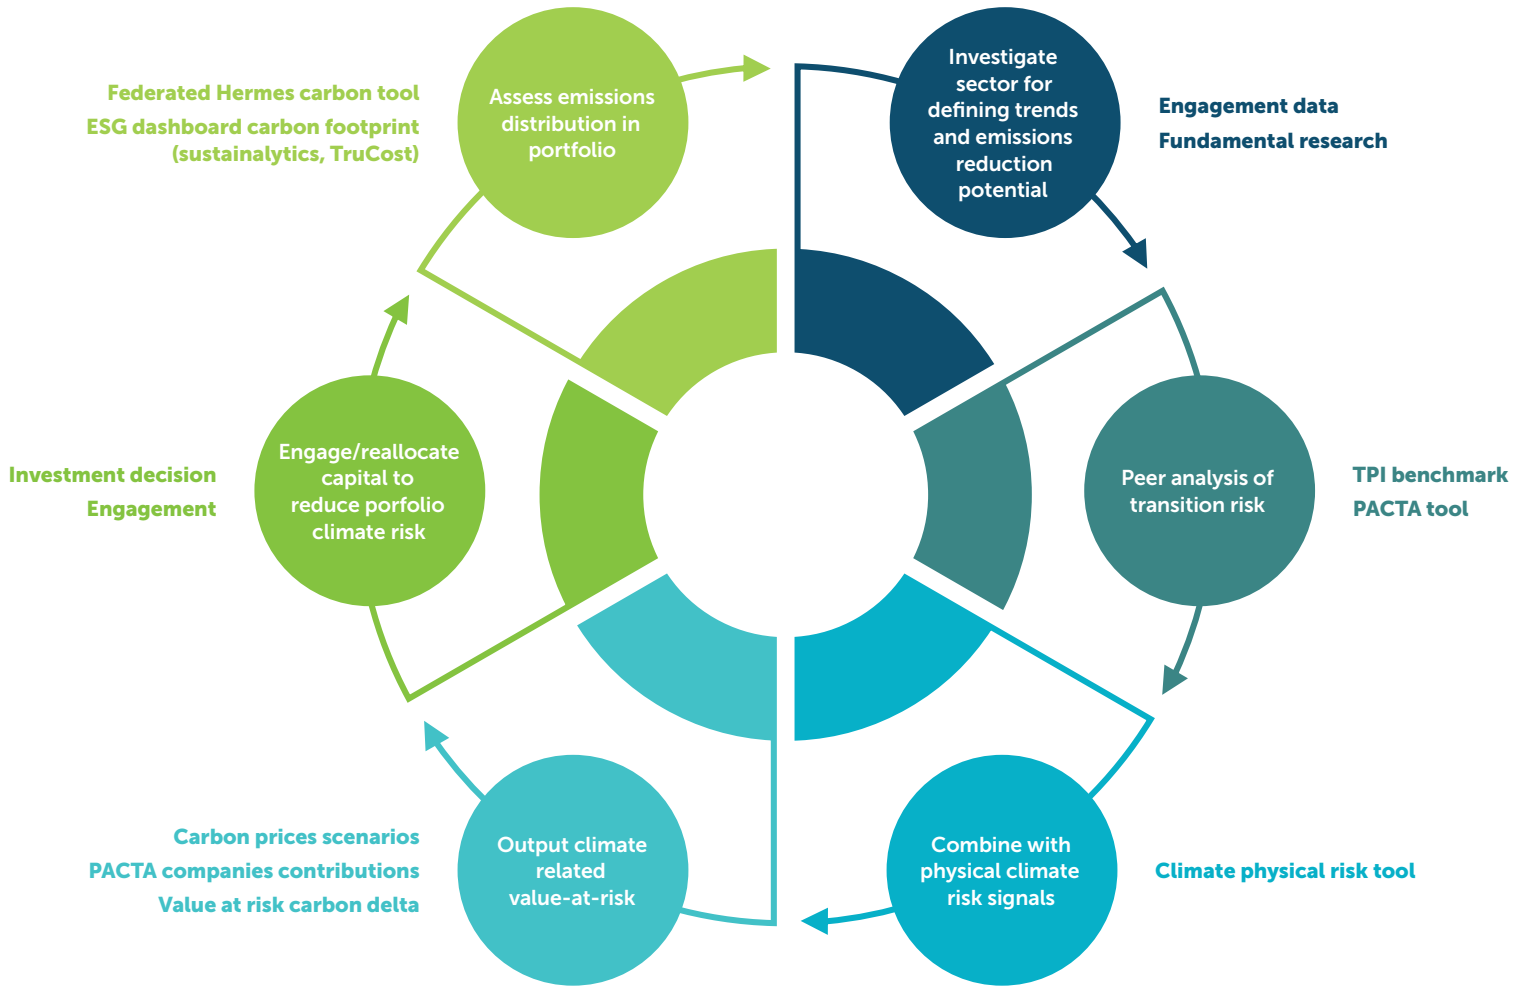 Federated Hermes carbon tool
ESG dashboard carbon footprint
(sustainalytics, TruCost)
Assess emissions
distribution in
portfolio
Investigate
sector for
defining trends
and emissions
reduction
potential
Engagement data
Fundamental research
Peer analysis of
transition risk
TPI benchmark
PACTA tool
Combine with
physical climate
risk signals
Climate physical risk tool
Output climate
related
value-at-risk
Carbon prices scenarios
PACTA companies contributions
Value at risk carbon delta
Engage/reallocate
capital to
reduce porfolio
climate risk
Investment decision
Engagement